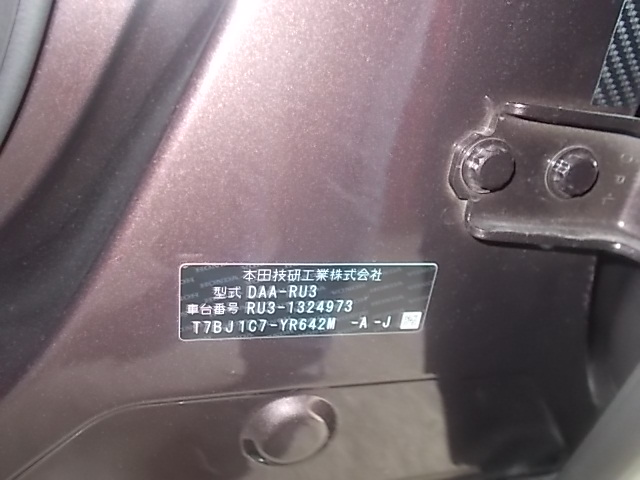 本田技研工業株式会社
型式 DAA-RU3
車台番号 RU3-1324973
T7BJ1C7-YR642M -A -J